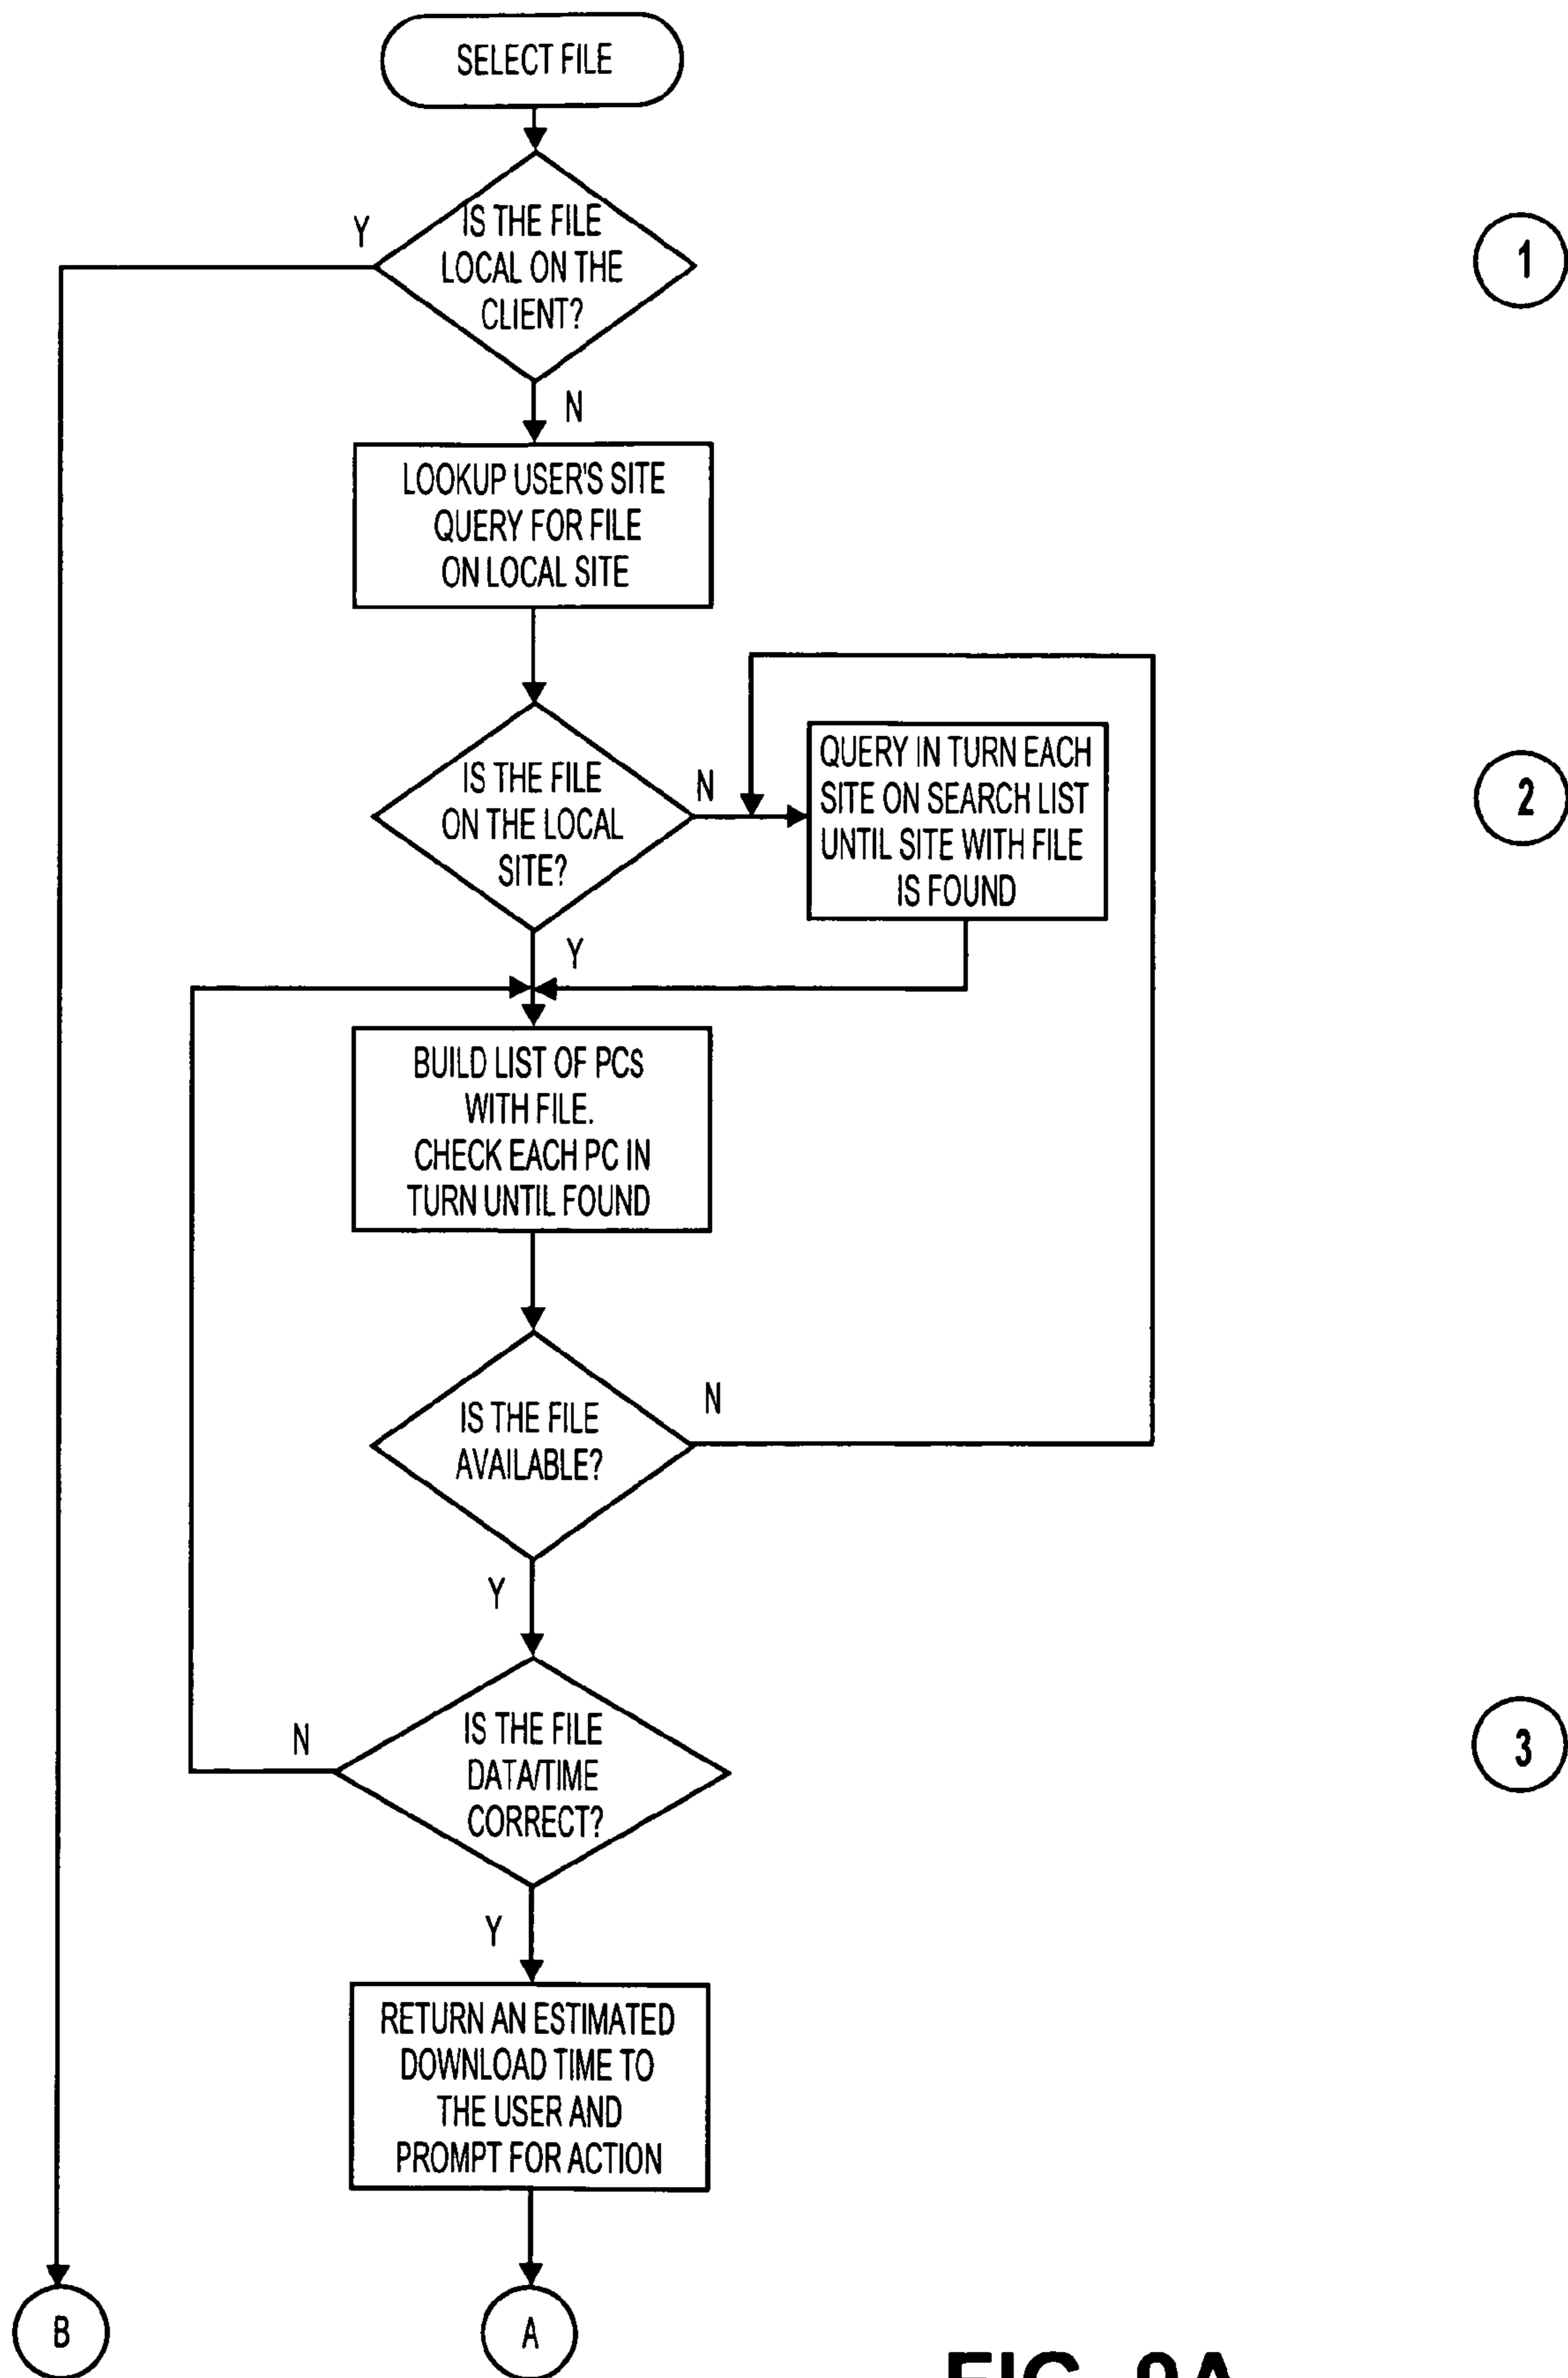 SELECT FILE
IS THE FILE
LOCAL ON THE
CLIENT?
Y
1
N
LOOKUP USER'S SITE
QUERY FOR FILE
ON LOCAL SITE
IS THE FILE
ON THE LOCAL
SITE?
N
QUERY IN TURN EACH
SITE ON SEARCH LIST
UNTIL SITE WITH FILE
IS FOUND
2
Y
BUILD LIST OF PCS
WITH FILE.
CHECK EACH PC IN
TURN UNTIL FOUND
IS THE FILE
AVAILABLE?
N
Y
IS THE FILE
DATA/TIME
CORRECT?
N
3
Y
RETURN AN ESTIMATED
DOWNLOAD TIME TO
THE USER AND
PROMPT FOR ACTION
B
A
FIG. 9A